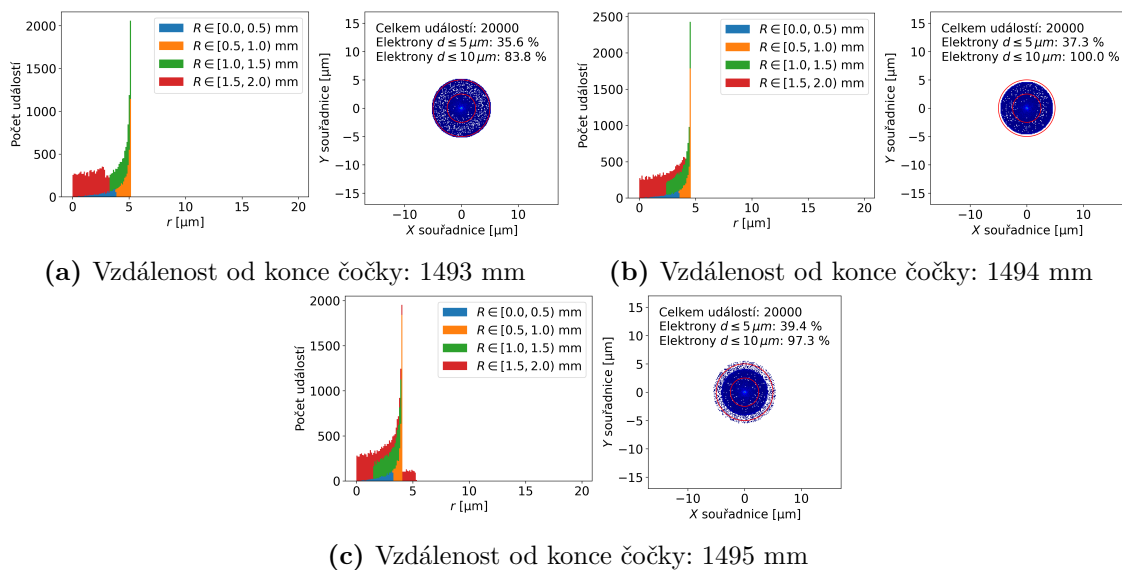 Počet událostí
2000
1500
1000
500
0
0 5 10 15 20
r [μm]
R ∈ [0.0, 0.5) mm
R ∈ [0.5, 1.0) mm
R ∈ [1.0, 1.5) mm
R ∈ [1.5, 2.0) mm
Y souřadnice [μm]
15
10
5
0
−5
−10
−15
−10 0 10
X souřadnice [μm]
Celkem událostí: 20000
Elektrony d ≤ 5 μm: 35.6 %
Elektrony d ≤ 10 μm: 83.8 %
(a) Vzdálenost od konce čočky: 1493 mm
Počet událostí
2500
2000
1500
1000
500
0
0 5 10 15 20
r [μm]
R ∈ [0.0, 0.5) mm
R ∈ [0.5, 1.0) mm
R ∈ [1.0, 1.5) mm
R ∈ [1.5, 2.0) mm
Y souřadnice [μm]
15
10
5
0
−5
−10
−15
−10 0 10
X souřadnice [μm]
Celkem událostí: 20000
Elektrony d ≤ 5 μm: 37.3 %
Elektrony d ≤ 10 μm: 100.0 %
(b) Vzdálenost od konce čočky: 1494 mm
Počet událostí
2000
1500
1000
500
0
0 5 10 15 20
r [μm]
R ∈ [0.0, 0.5) mm
R ∈ [0.5, 1.0) mm
R ∈ [1.0, 1.5) mm
R ∈ [1.5, 2.0) mm
Y souřadnice [μm]
15
10
5
0
−5
−10
−15
−10 0 10
X souřadnice [μm]
Celkem událostí: 20000
Elektrony d ≤ 5 μm: 39.4 %
Elektrony d ≤ 10 μm: 97.3 %
(c) Vzdálenost od konce čočky: 1495 mm